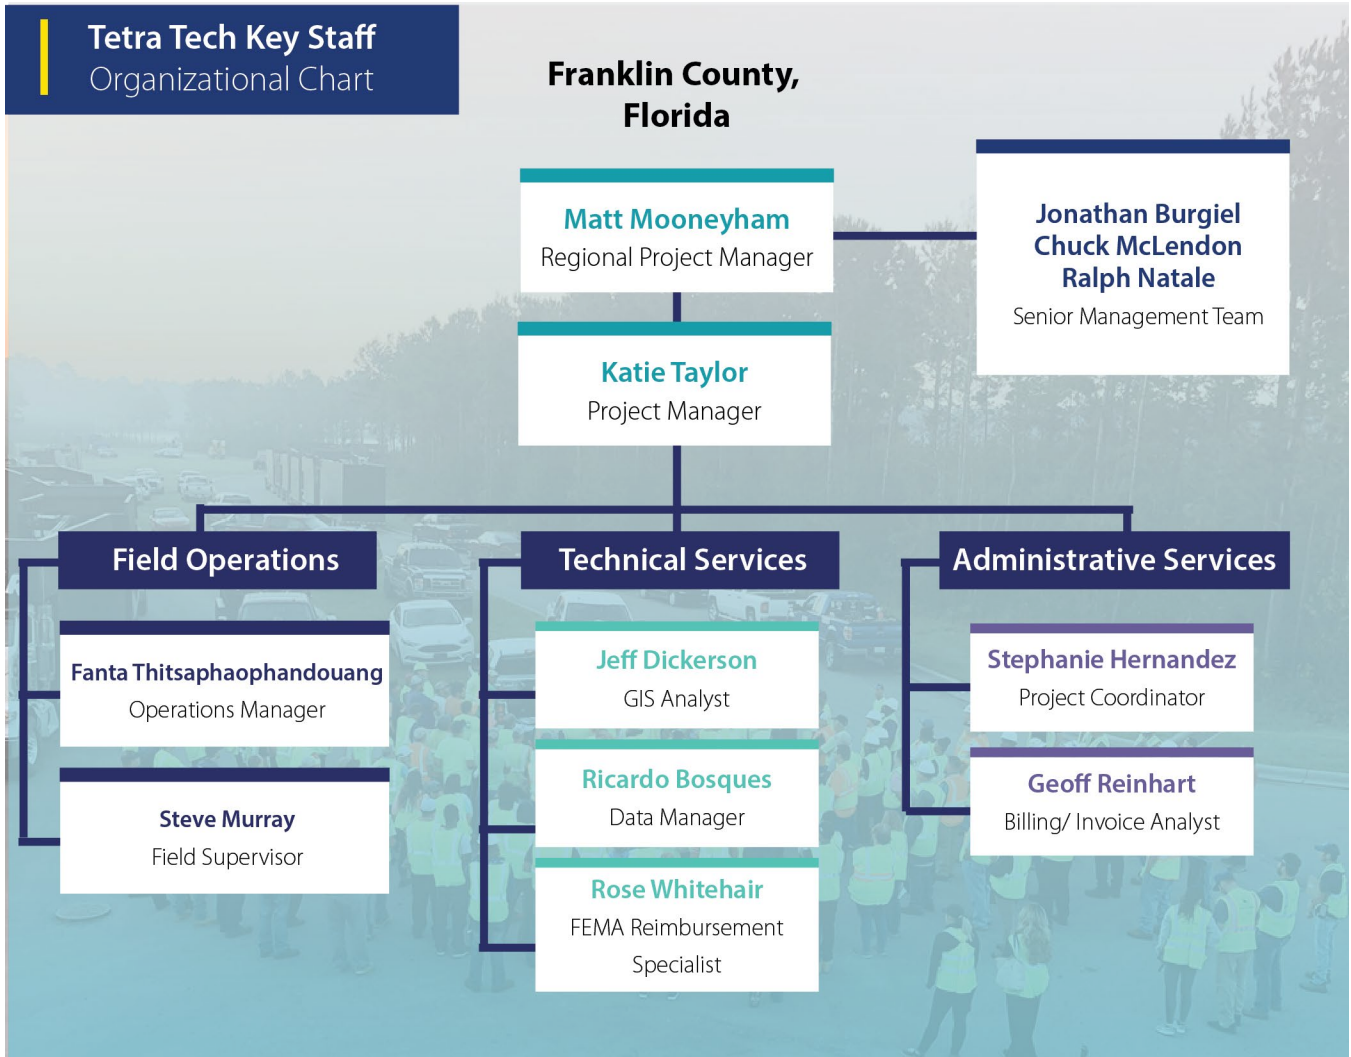 Tetra Tech Key Staff
Organizational Chart
Franklin County,
Florida
Matt Mooneyham
Regional Project Manager
Jonathan Burgiel
Chuck McLendon
Ralph Natale
Senior Management Team
Katie Taylor
Project Manager
Field Operations
Fanta Thitsaphaophandouang
Operations Manager
Steve Murray
Field Supervisor
Technical Services
Jeff Dickerson
GIS Analyst
Ricardo Bosques
Data Manager
Rose Whitehair
FEMA Reimbursement
Specialist
Administrative Services
Stephanie Hernandez
Project Coordinator
Geoff Reinhart
Billing/ Invoice Analyst